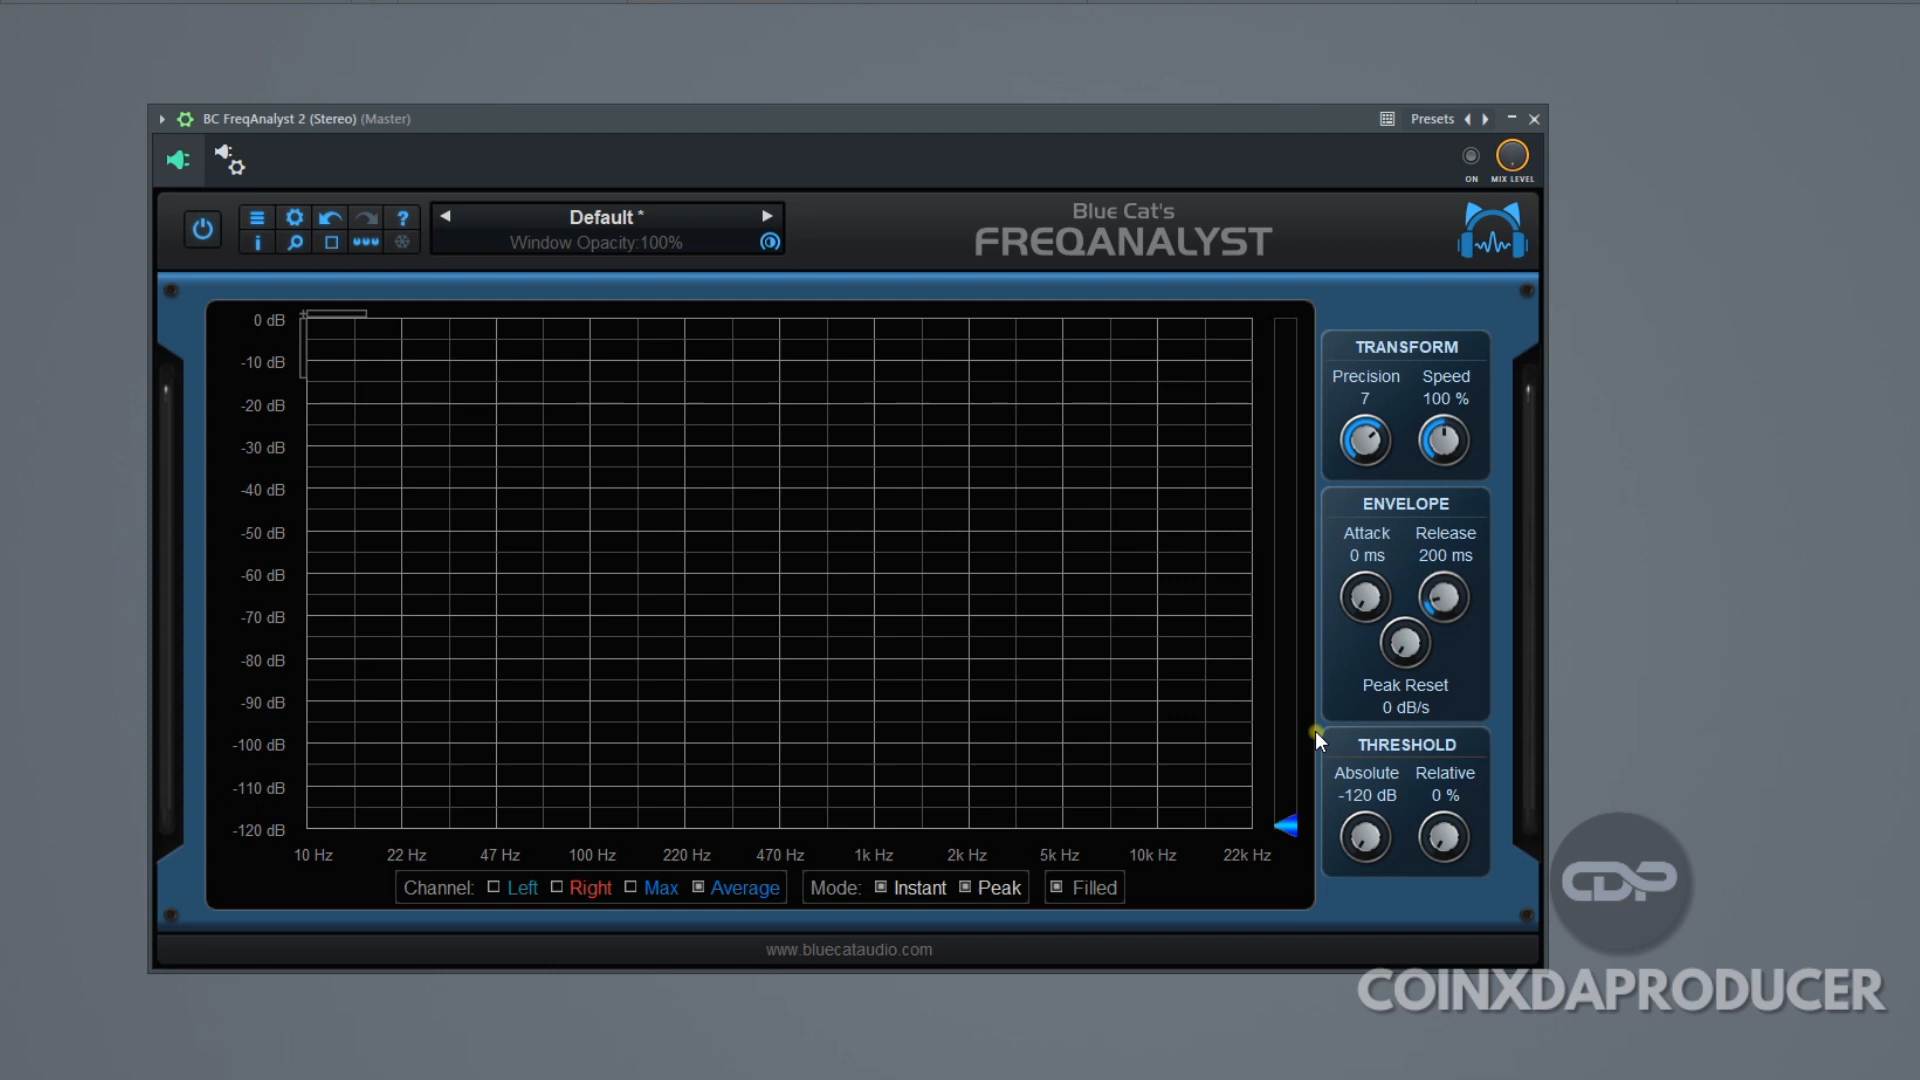 BC FreqAnalyst 2 (Stereo) (Master)
Presets
ON
MIX LEVEL
Default *
Window Opacity:100%
Blue Cat's
FREQANALYST
0 dB
-10 dB
-20 dB
-30 dB
-40 dB
-50 dB
-60 dB
-70 dB
-80 dB
-90 dB
-100 dB
-110 dB
-120 dB
10 Hz 22 Hz 47 Hz 100 Hz 220 Hz 470 Hz 1k Hz 2k Hz 5k Hz 10k Hz 22k Hz
Channel: Left Right Max Average Mode: Instant Peak Filled
TRANSFORM
Precision Speed
7 100 %
ENVELOPE
Attack Release
0 ms 200 ms
Peak Reset
0 dB/s
THRESHOLD
Absolute Relative
-120 dB 0 %
www.bluecataudio.com
CDP
COINXDAPRODUCER